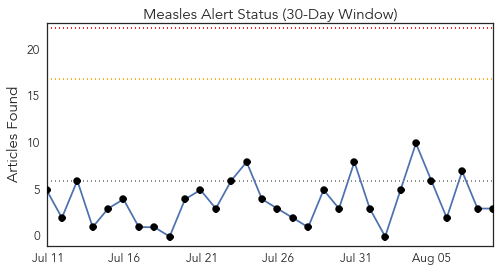 Measles Alert Status (30-Day Window)
Articles Found
20
15
10
5
0
Jul 11 Jul 16 Jul 21 Jul 26 Jul 31 Aug 05